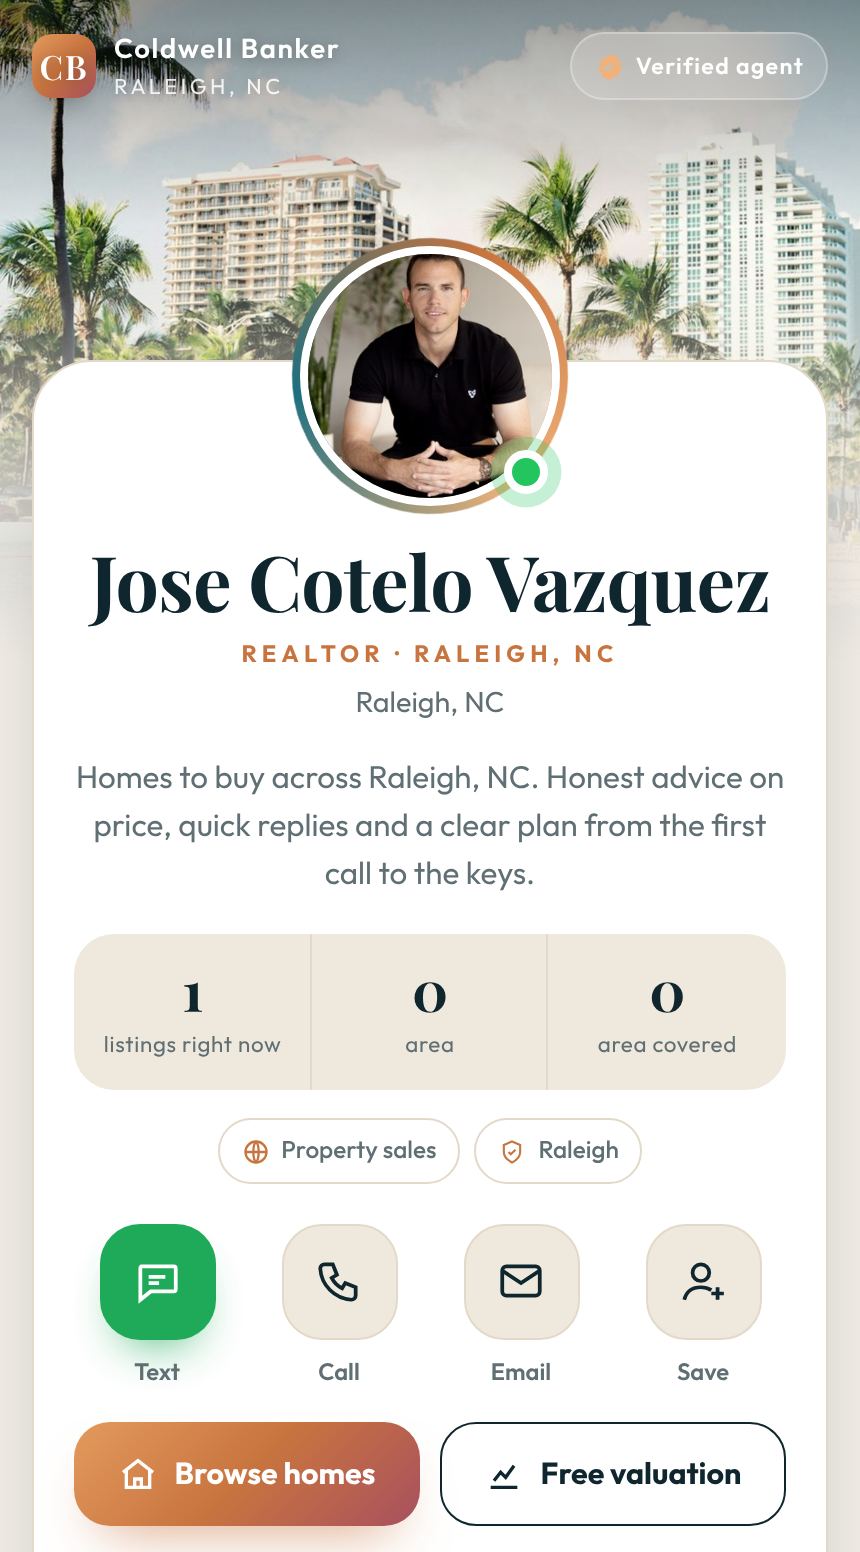 CB
Coldwell Banker
RALEIGH, NC
Verified agent
Jose Cotelo Vazquez
REALTOR · RALEIGH, NC
Raleigh, NC
Homes to buy across Raleigh, NC. Honest advice on
price, quick replies and a clear plan from the first
call to the keys.
1
listings right now
0
area
0
area covered
Property sales
Raleigh
Text
Call
Email
Save
Browse homes
Free valuation